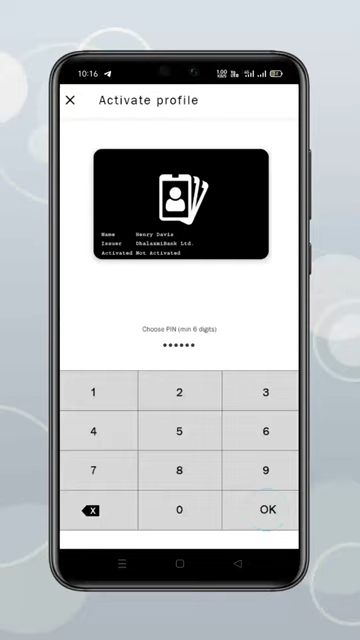 10:16
Activate profile
Name Henry Davis
Issuer DhalaxmiBank Ltd.
Activated Not Activated
Choose PIN (min 6 digits)
1 2 3
4 5 6
7 8 9
X 0 OK